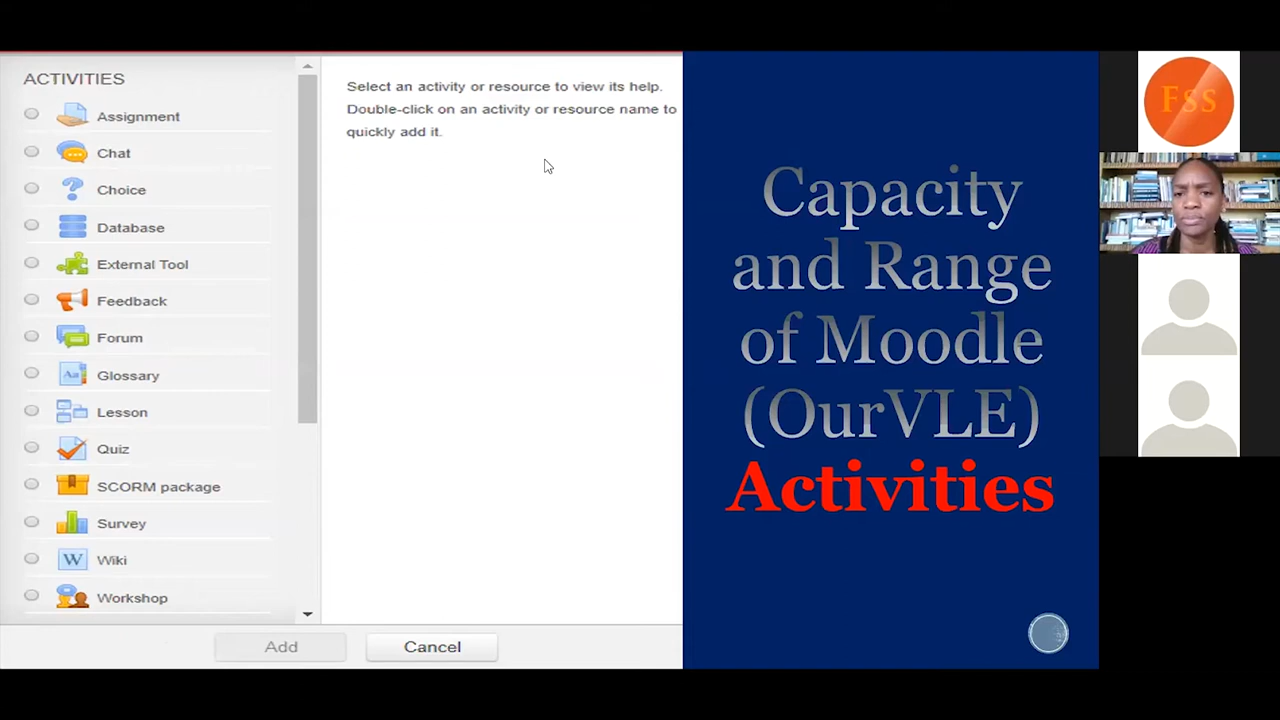 ACTIVITIES
Assignment
Chat
Choice
Database
External Tool
Feedback
Forum
Glossary
Lesson
Quiz
SCORM package
Survey
Wiki
Workshop
Select an activity or resource to view its help.
Double-click on an activity or resource name to
quickly add it.
Add
Cancel
Capacity
and Range
of Moodle
(OurVLE)
Activities
FSS